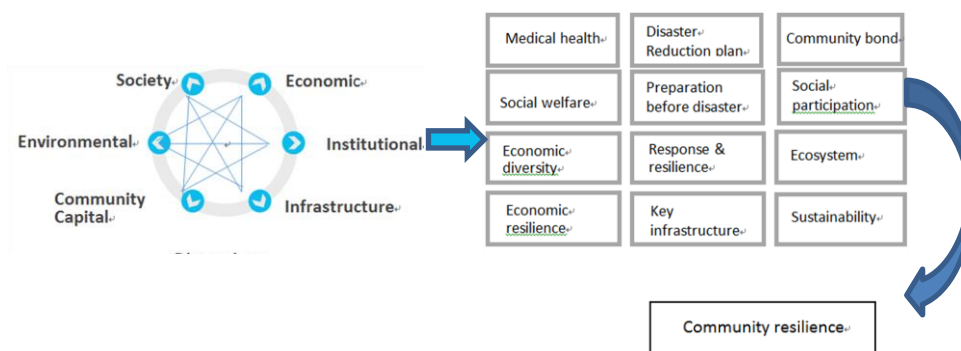 Society
Economic
Environmental
Institutional
Community
Capital
Infrastructure
Medical health
Disaster
Reduction plan
Community bond
Social welfare
Preparation
before disaster
Social
participation
Economic
diversity
Response &
resilience
Ecosystem
Economic
resilience
Key
infrastructure
Sustainability
Community resilience